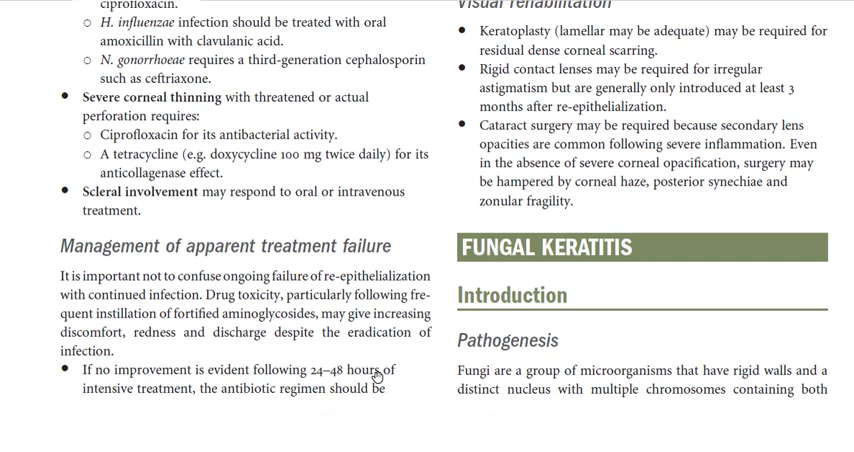 ciprofloxacin.
○ H. influenzae infection should be treated with oral
amoxicillin with clavulanic acid.
○ N. gonorrhoeae requires a third-generation cephalosporin
such as ceftriaxone.
● Severe corneal thinning with threatened or actual
perforation requires:
○ Ciprofloxacin for its antibacterial activity.
○ A tetracycline (e.g. doxycycline 100 mg twice daily) for its
anticollagenase effect.
● Scleral involvement may respond to oral or intravenous
treatment.
Management of apparent treatment failure
It is important not to confuse ongoing failure of re-epithelialization
with continued infection. Drug toxicity, particularly following fre-
quent instillation of fortified aminoglycosides, may give increasing
discomfort, redness and discharge despite the eradication of
infection.
● If no improvement is evident following 24–48 hours of
intensive treatment, the antibiotic regimen should be
Visual rehabilitation
● Keratoplasty (lamellar may be adequate) may be required for
residual dense corneal scarring.
● Rigid contact lenses may be required for irregular
astigmatism but are generally only introduced at least 3
months after re-epithelialization.
● Cataract surgery may be required because secondary lens
opacities are common following severe inflammation. Even
in the absence of severe corneal opacification, surgery may
be hampered by corneal haze, posterior synechiae and
zonular fragility.
FUNGAL KERATITIS
Introduction
Pathogenesis
Fungi are a group of microorganisms that have rigid walls and a
distinct nucleus with multiple chromosomes containing both